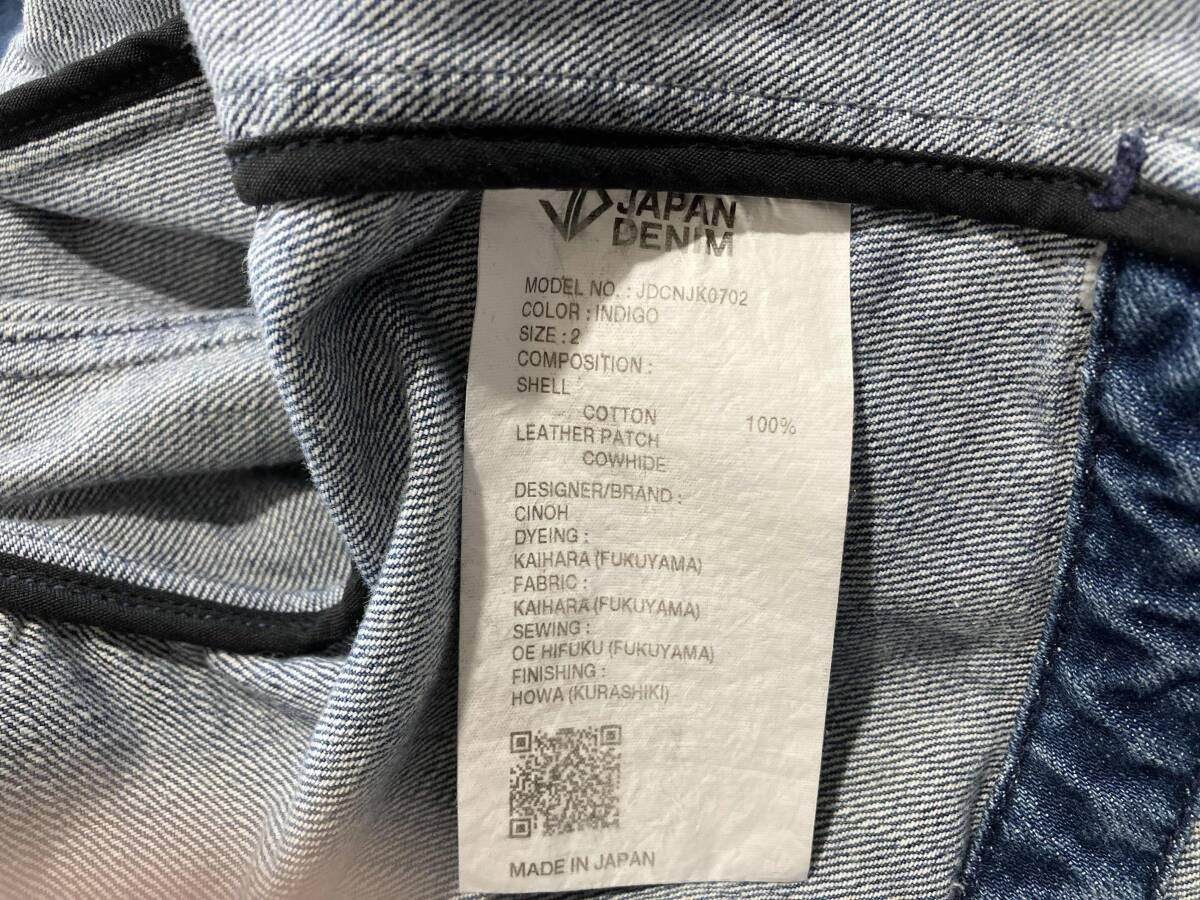 JAPAN
DENIM
MODEL NO. : JDCNJK0702
COLOR : INDIGO
SIZE : 2
COMPOSITION :
SHELL
COTTON 100%
LEATHER PATCH
COWHIDE
DESIGNER/BRAND :
CINOH
DYEING :
KAIHARA (FUKUYAMA)
FABRIC :
KAIHARA (FUKUYAMA)
SEWING :
OE HIFUKU (FUKUYAMA)
FINISHING :
HOWA (KURASHIKI)
MADE IN JAPAN